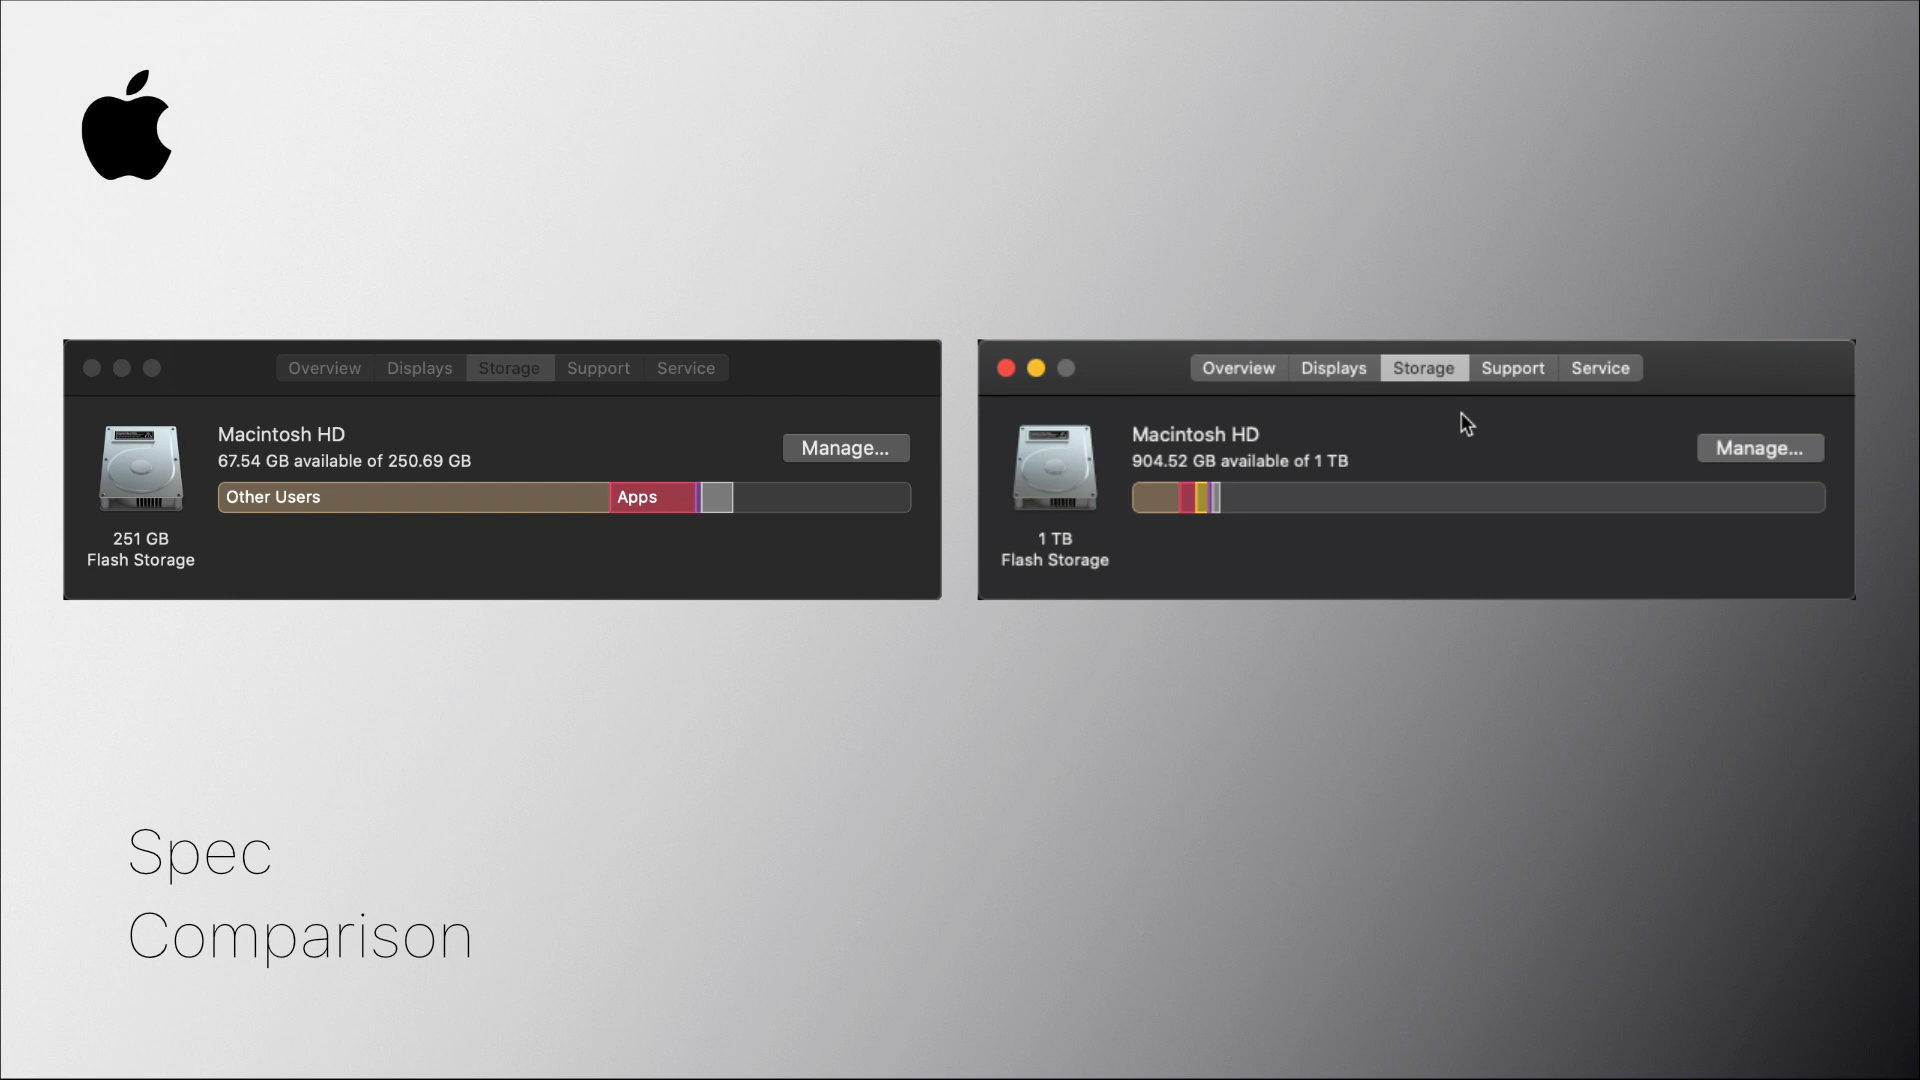 Overview Displays Storage Support Service
Macintosh HD
67.54 GB available of 250.69 GB
Manage...
Other Users Apps
251 GB
Flash Storage
Overview Displays Storage Support Service
Macintosh HD
904.52 GB available of 1 TB
Manage...
1 TB
Flash Storage
Spec
Comparison